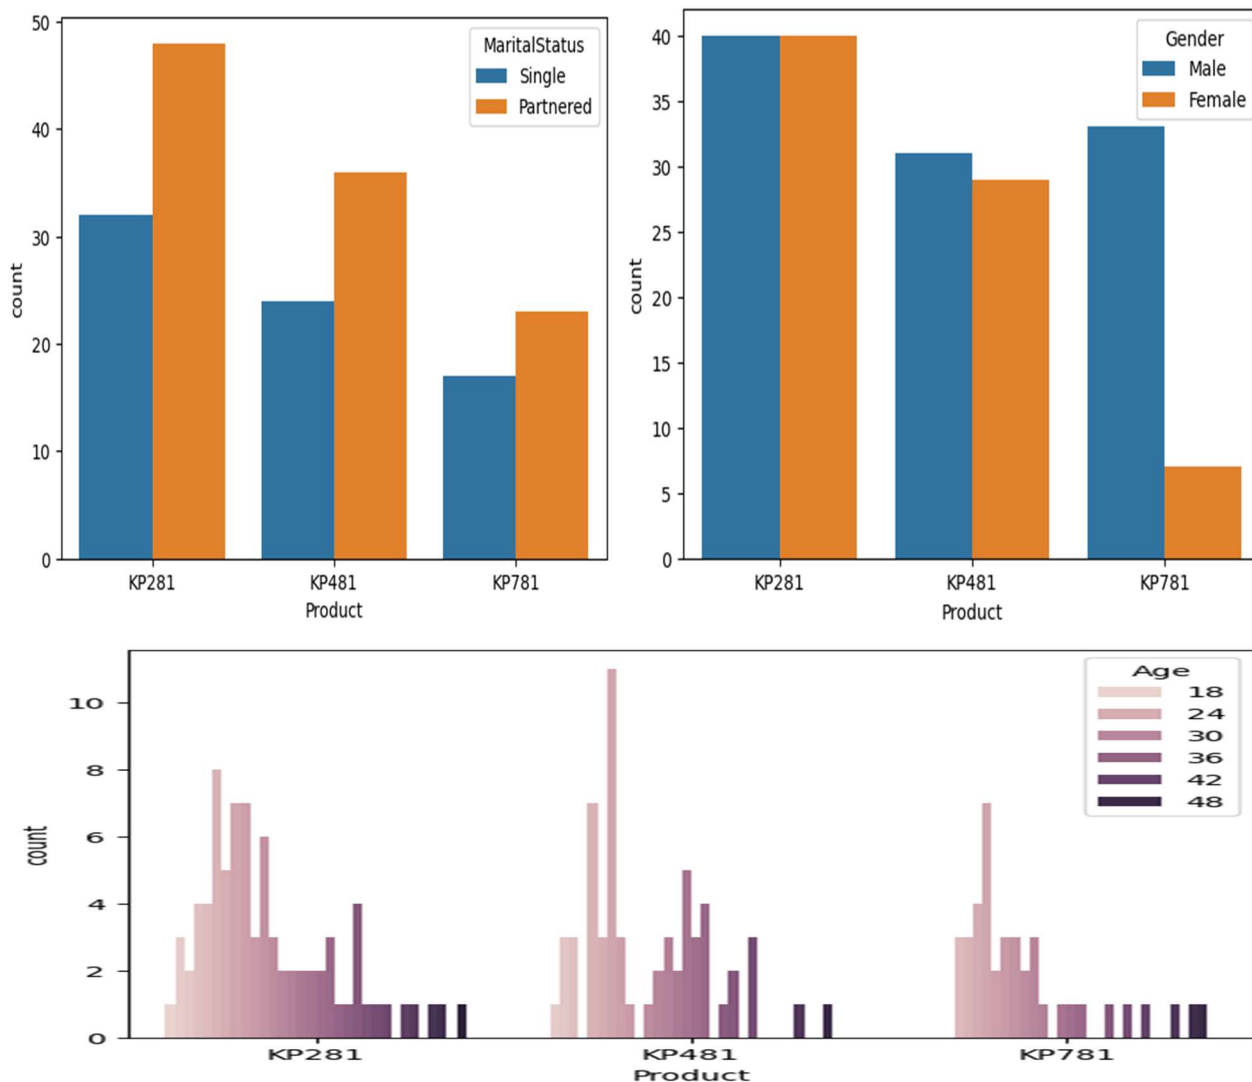 50
40
30
20
10
0
count
MaritalStatus
Single
Partnered
KP281 KP481 KP781
Product
40
35
30
25
20
15
10
5
0
count
Gender
Male
Female
KP281 KP481 KP781
Product
10
8
6
4
2
0
count
Age
18
24
30
36
42
48
KP281 KP481 KP781
Product